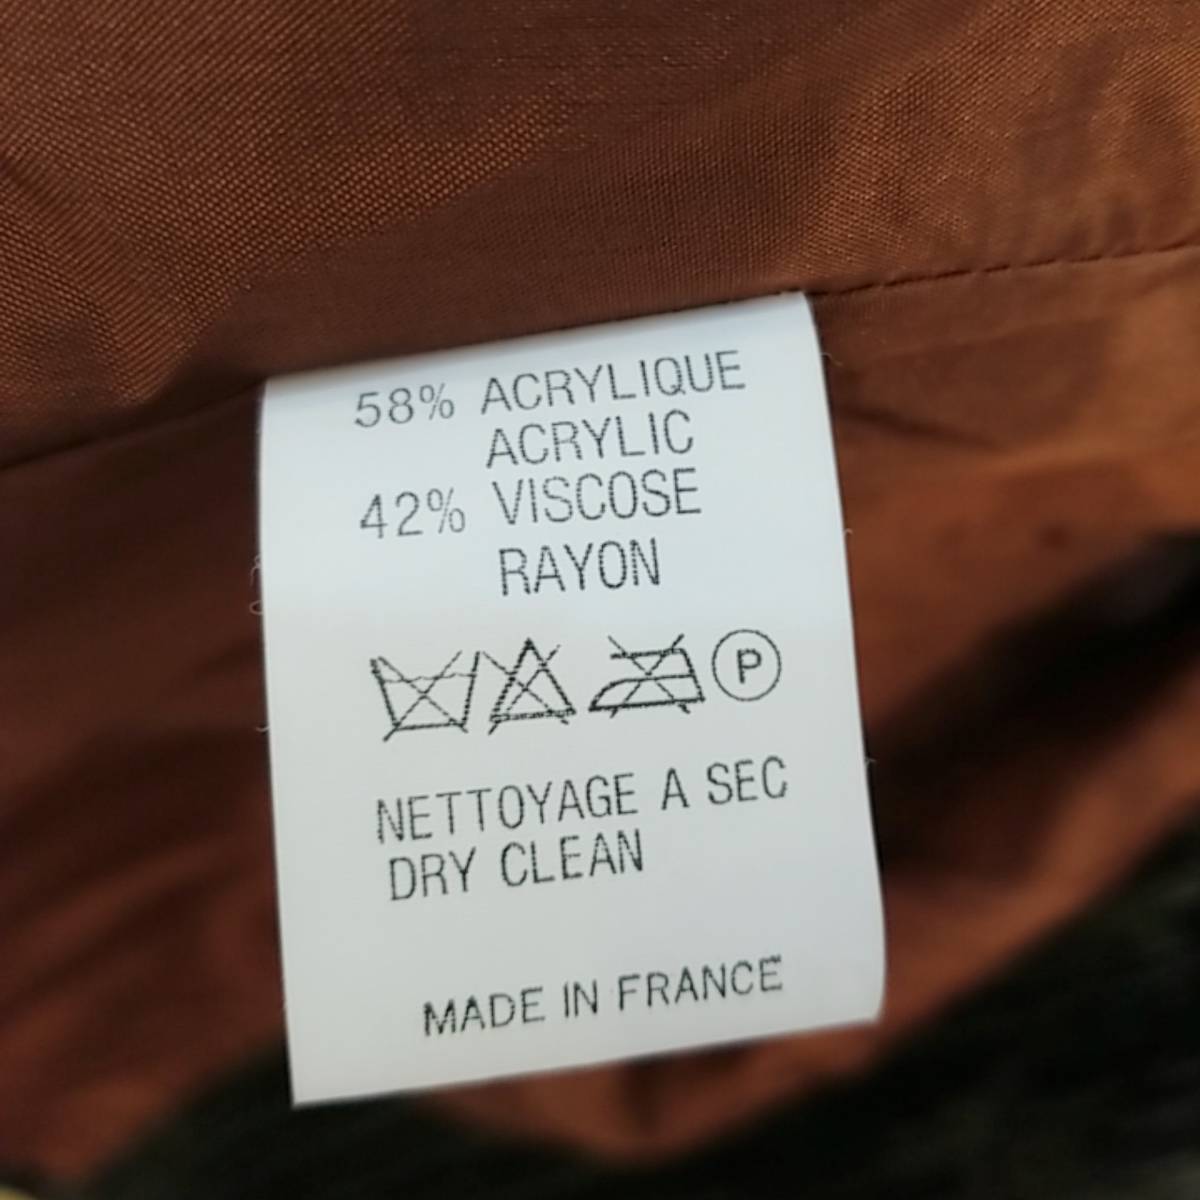 58% ACRYLIQUE
ACRYLIC
42% VISCOSE
RAYON
P
NETTOYAGE A SEC
DRY CLEAN
MADE IN FRANCE